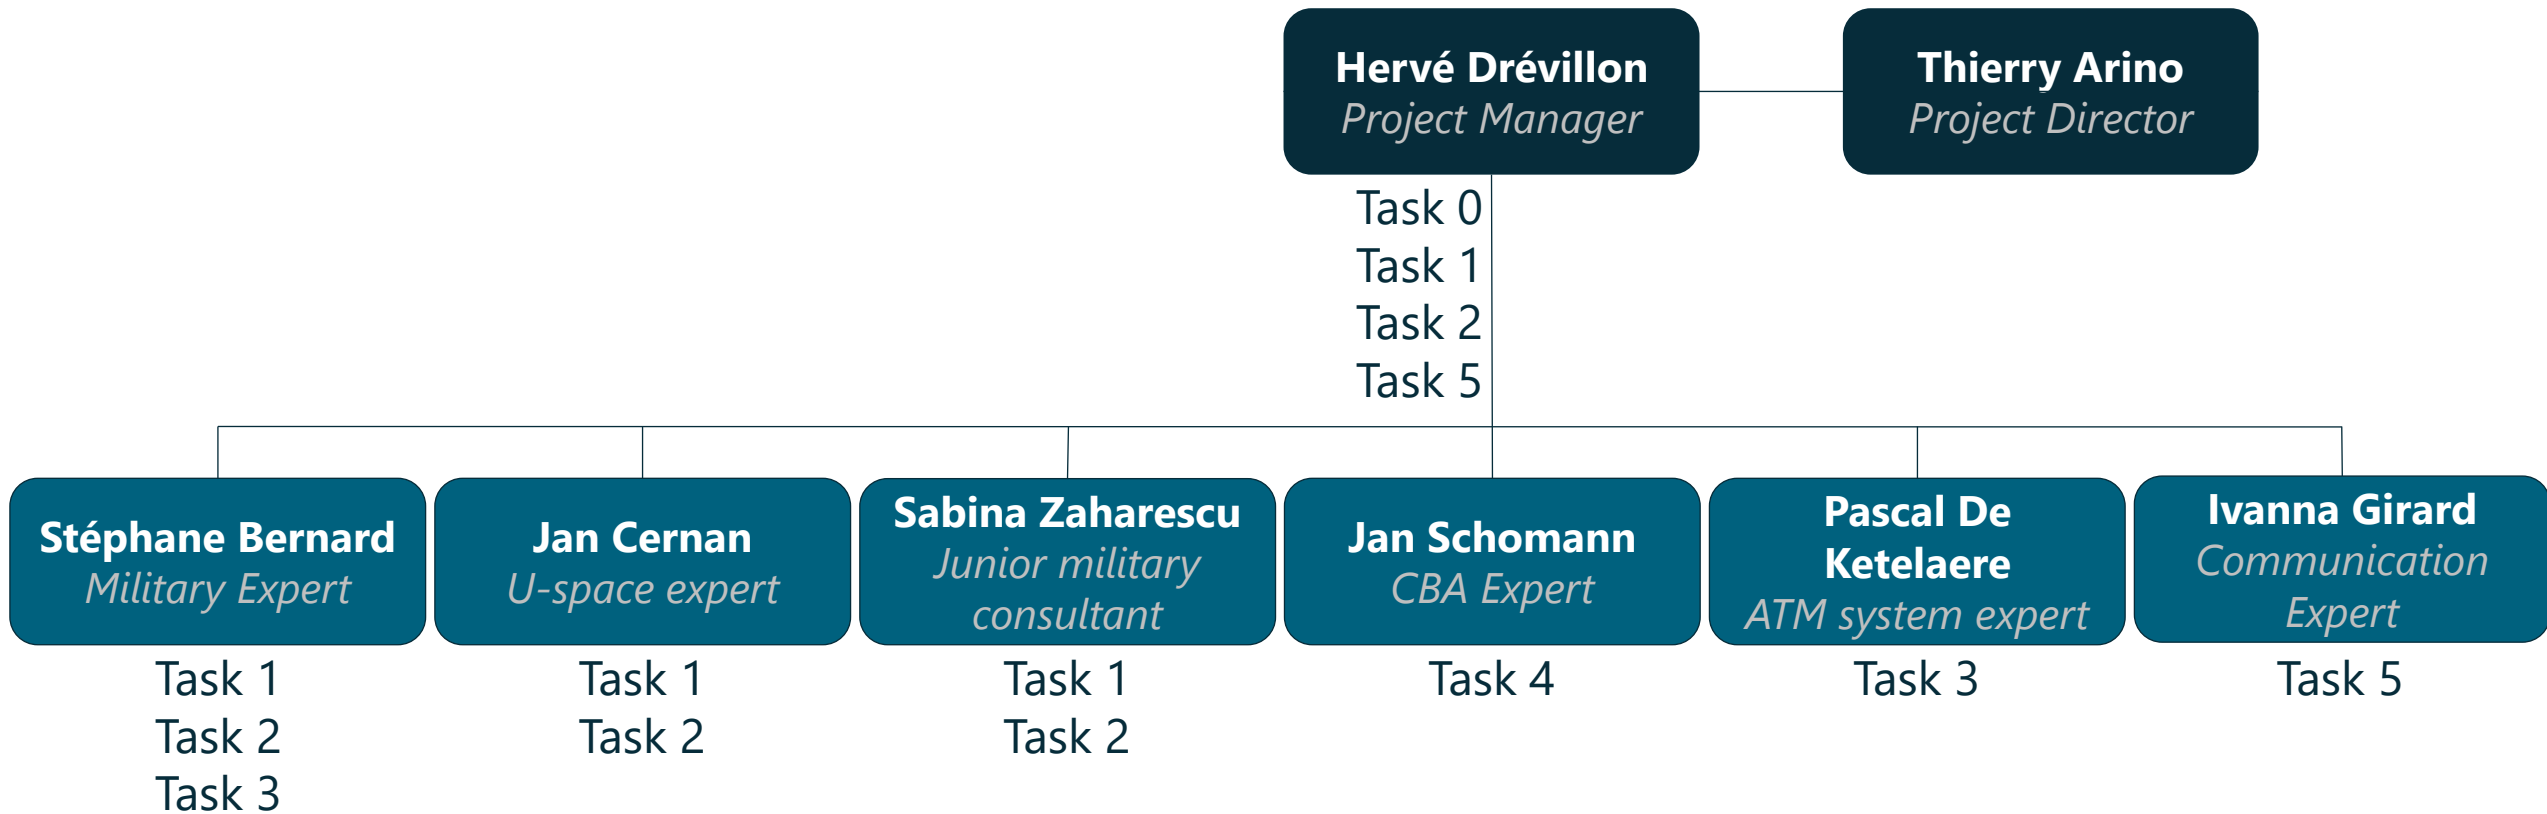 Hervé Drévillon
Project Manager
Thierry Arino
Project Director
Task 0
Task 1
Task 2
Task 5
Stéphane Bernard
Military Expert
Task 1
Task 2
Task 3
Jan Cernan
U-space expert
Task 1
Task 2
Sabina Zaharescu
Junior military
consultant
Task 1
Task 2
Jan Schomann
CBA Expert
Task 4
Pascal De
Ketelaere
ATM system expert
Task 3
Ivanna Girard
Communication
Expert
Task 5